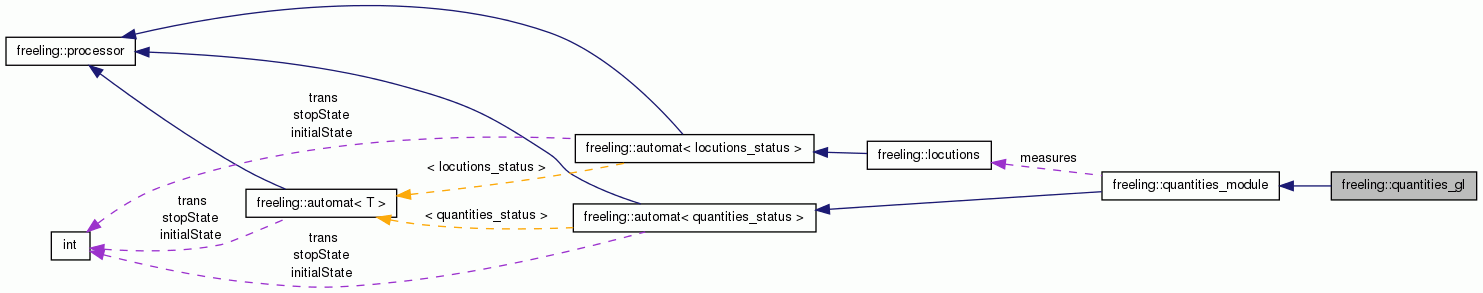 freeling::processor
trans
stopState
initialState
freeling::automat< locutions_status >
freeling::locutions
measures
< locutions_status >
freeling::quantities_module
freeling::quantities_gl
freeling::automat< T >
trans
stopState
initialState
< quantities_status >
freeling::automat< quantities_status >
int
trans
stopState
initialState